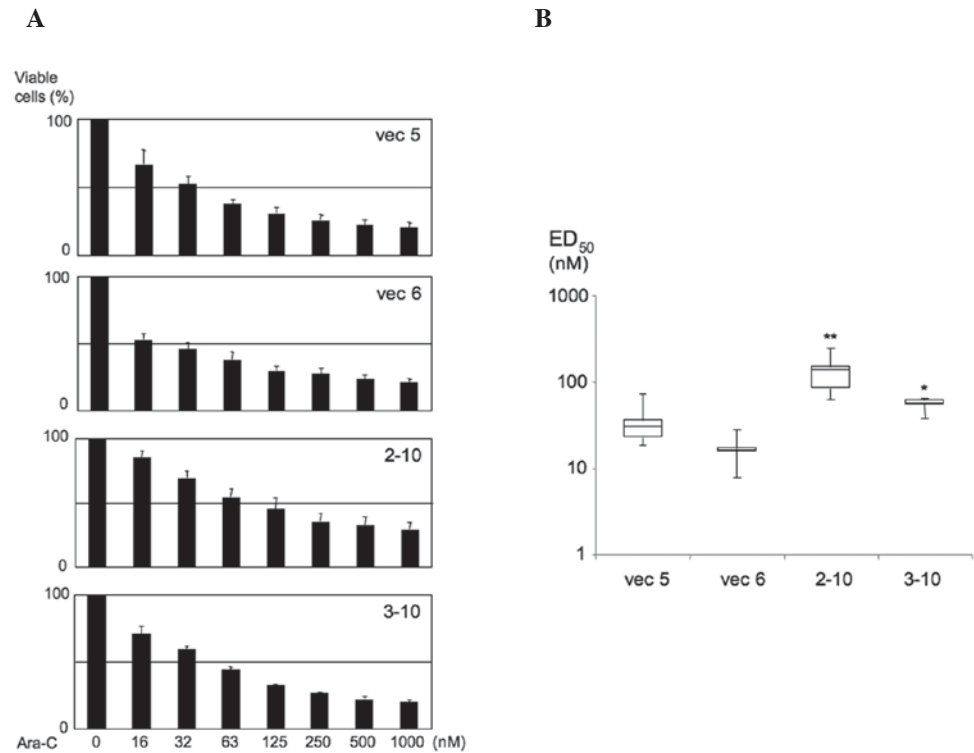 A
B
Viable
cells (%)
100
vec 5
0
100
vec 6
0
100
2-10
0
100
3-10
0
Ara-C 0 16 32 63 125 250 500 1000 (nM)
ED50
(nM)
1000
100
10
1
**
*
vec 5 vec 6 2-10 3-10